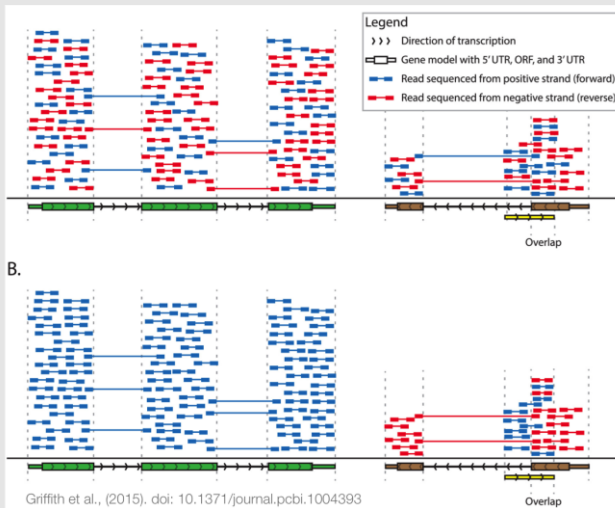 Legend
Direction of transcription
Gene model with 5' UTR, ORF, and 3' UTR
Read sequenced from positive strand (forward)
Read sequenced from negative strand (reverse)
Overlap
B.
Griffith et al., (2015). doi: 10.1371/journal.pcbi.1004393
Overlap